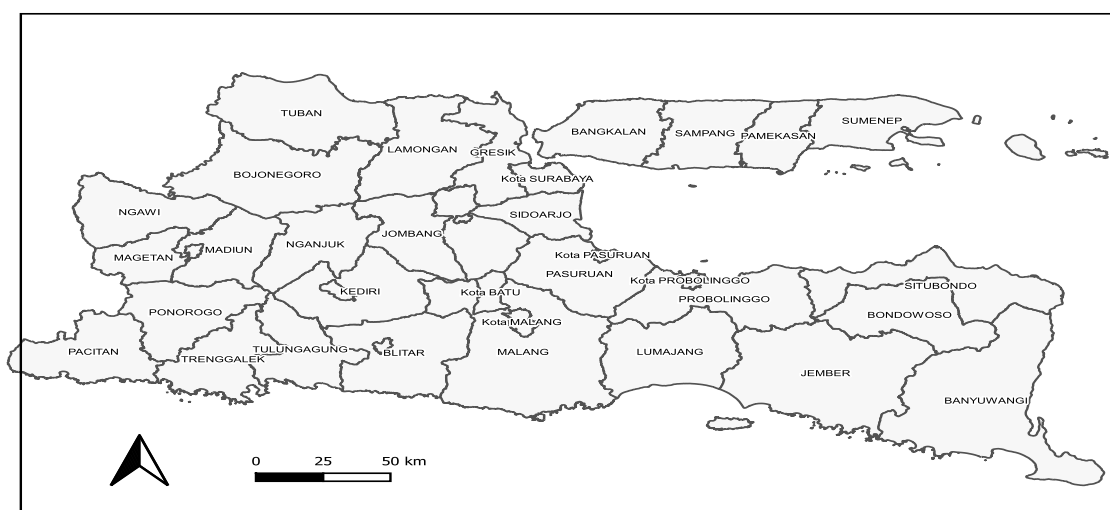 TUBAN
BANGKALAN
SAMPANG
PAMEKASAN
SUMENEP
LAMONGAN
GRESIK
BOJONEGORO
Kota SURABAYA
NGAWI
SIDOARJO
MAGETAN
MADIUN
NGANJUK
JOMBANG
Kota PASURUAN
PASURUAN
KEDIRI
Kota BATU
Kota PROBOLINGGO
PROBOLINGGO
SITUBONDO
PONOROGO
Kota MALANG
BONDOWOSO
PACITAN
TRENGGALEK
TULUNGAGUNG
BLITAR
MALANG
LUMAJANG
JEMBER
BANYUWANGI
0 25 50 km